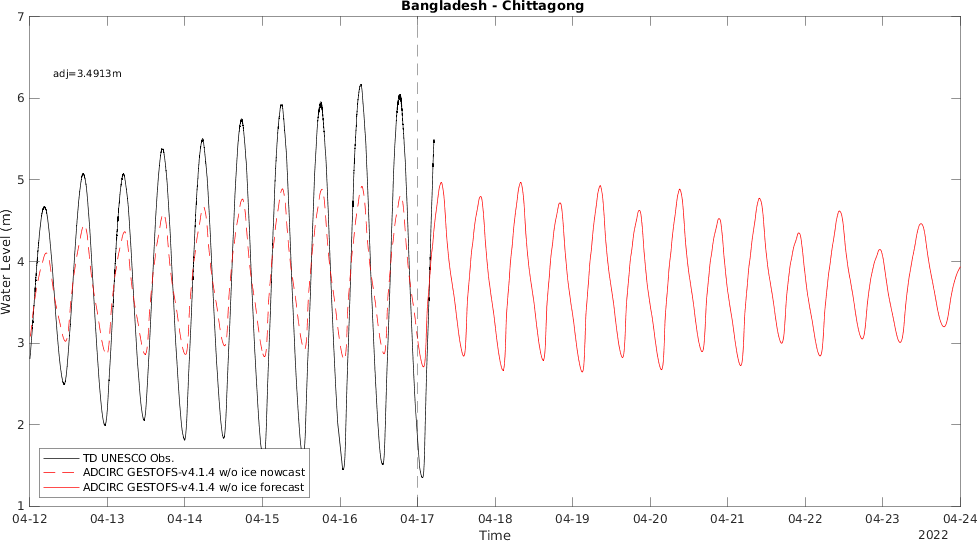 Bangladesh - Chittagong
7
adj=3.4913m
6
5
4
3
2
1
Water Level (m)
TD UNESCO Obs.
ADCIRC GESTOFS-v4.1.4 w/o ice nowcast
ADCIRC GESTOFS-v4.1.4 w/o ice forecast
04-12 04-13 04-14 04-15 04-16 04-17 04-18 04-19 04-20 04-21 04-22 04-23 04-24
Time
2022